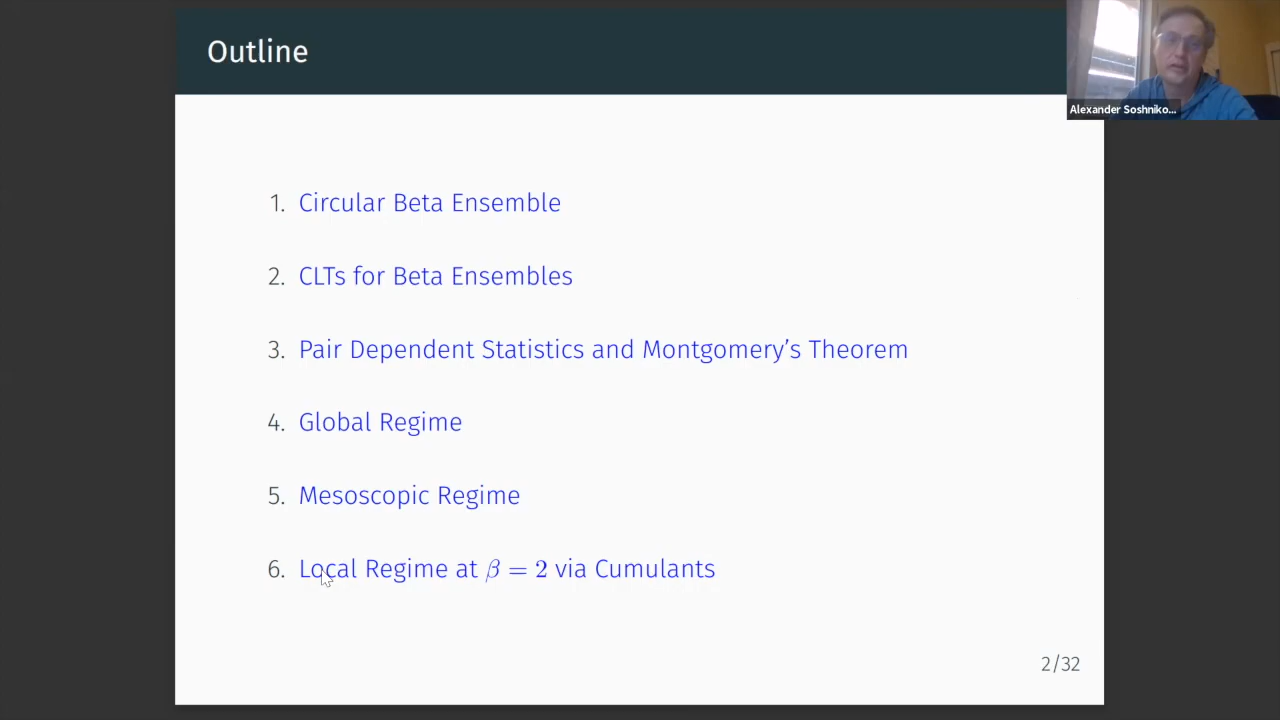 Outline
Alexander Soshniko...
1. Circular Beta Ensemble
2. CLTs for Beta Ensembles
3. Pair Dependent Statistics and Montgomery's Theorem
4. Global Regime
5. Mesoscopic Regime
6. Local Regime at β = 2 via Cumulants
2/32